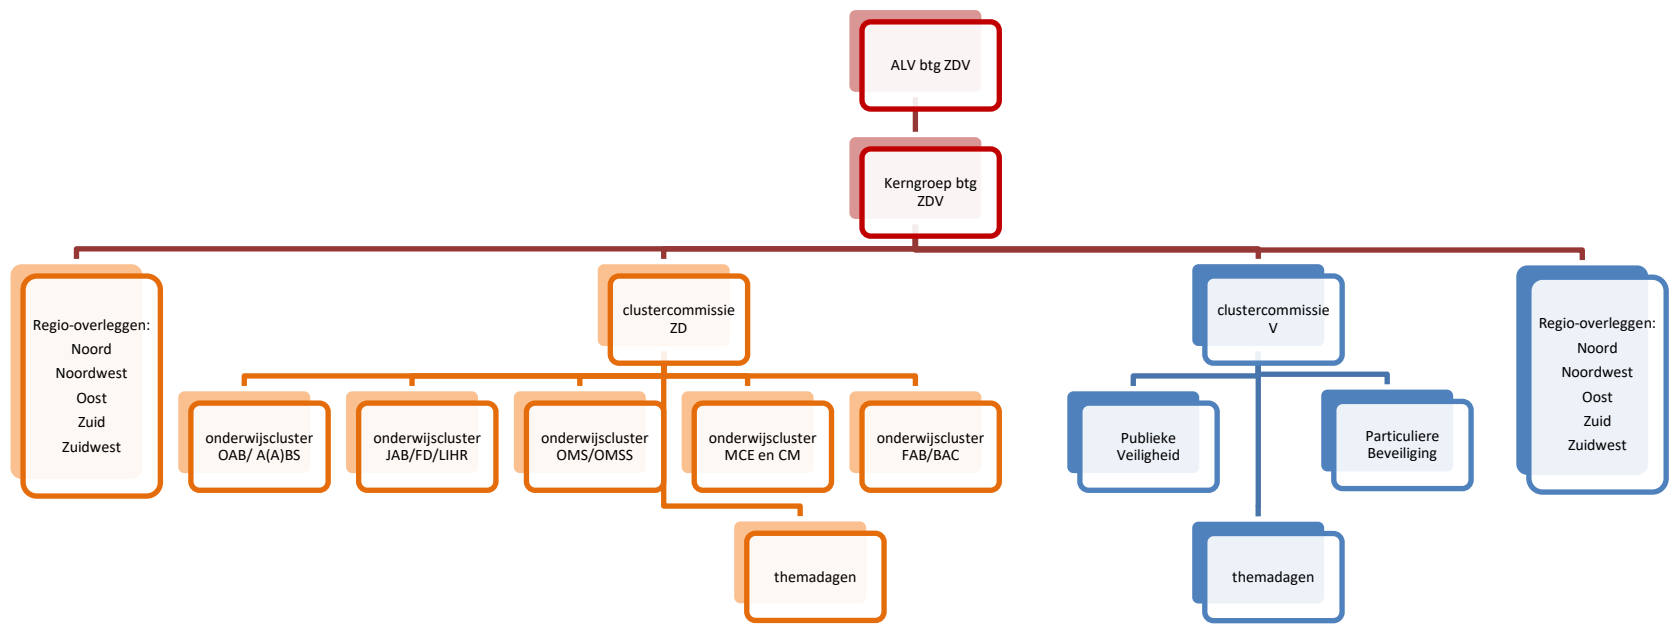 ALV btg ZDV
Kerngroep btg
ZDV
Regio-overleggen:
Noord
Noordwest
Oost
Zuid
Zuidwest
clustercommissie
ZD
clustercommissie
V
Regio-overleggen:
Noord
Noordwest
Oost
Zuid
Zuidwest
onderwijscluster
OAB/ A(A)BS
onderwijscluster
JAB/FD/LIHR
onderwijscluster
OMS/OMSS
onderwijscluster
MCE en CM
onderwijscluster
FAB/BAC
Publieke
Veiligheid
Particuliere
Beveiliging
themadagen
themadagen